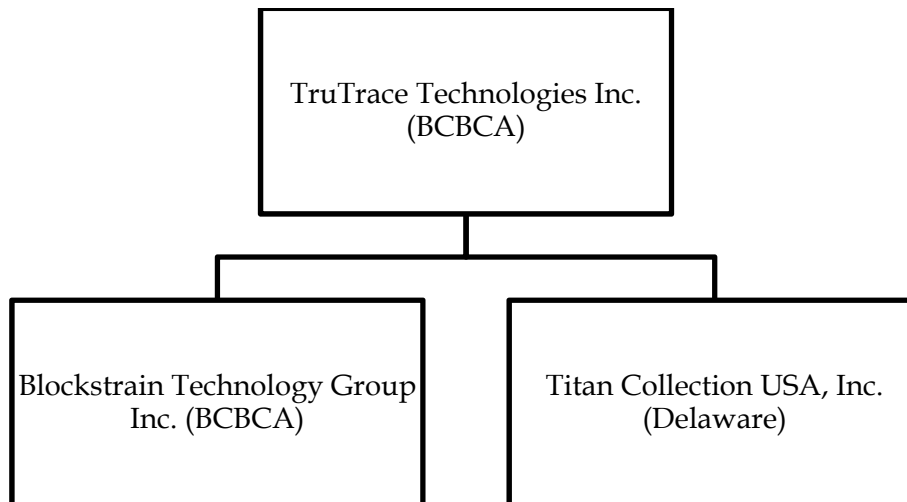 TruTrace Technologies Inc.
(BCBCA)
Blockstrain Technology Group
Inc. (BCBCA)
Titan Collection USA, Inc.
(Delaware)